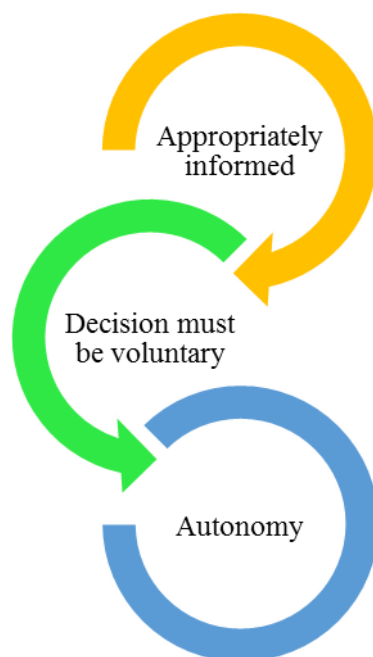 Appropriately
informed
Decision must
be voluntary
Autonomy